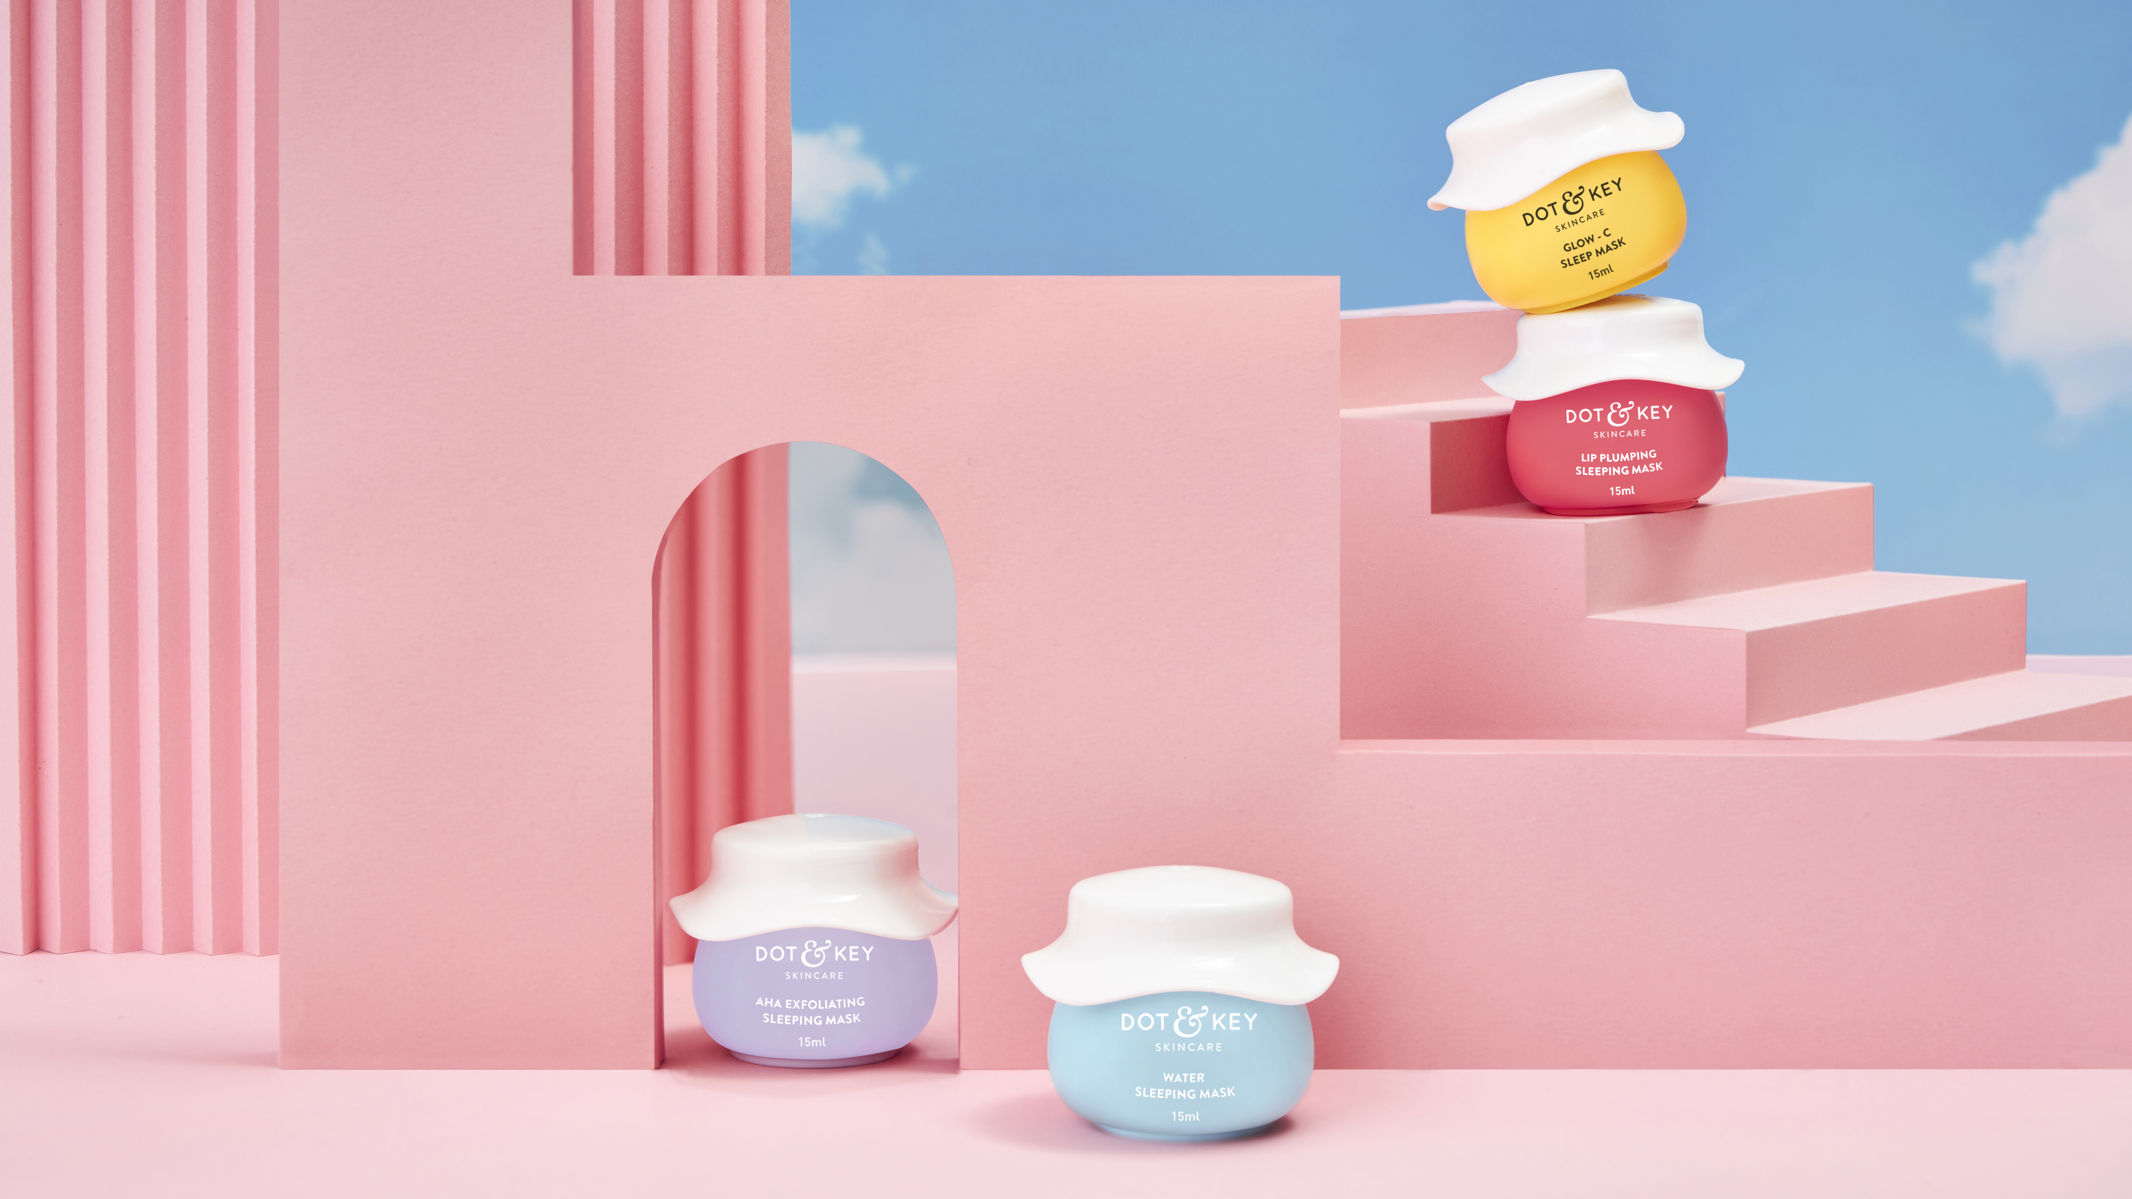 DOT & KEY
SKINCARE
GLOW - C
SLEEP MASK
15ml
DOT & KEY
SKINCARE
LIP PLUMPING
SLEEPING MASK
15ml
DOT & KEY
SKINCARE
AHA EXFOLIATING
SLEEPING MASK
15ml
DOT & KEY
SKINCARE
WATER
SLEEPING MASK
15ml